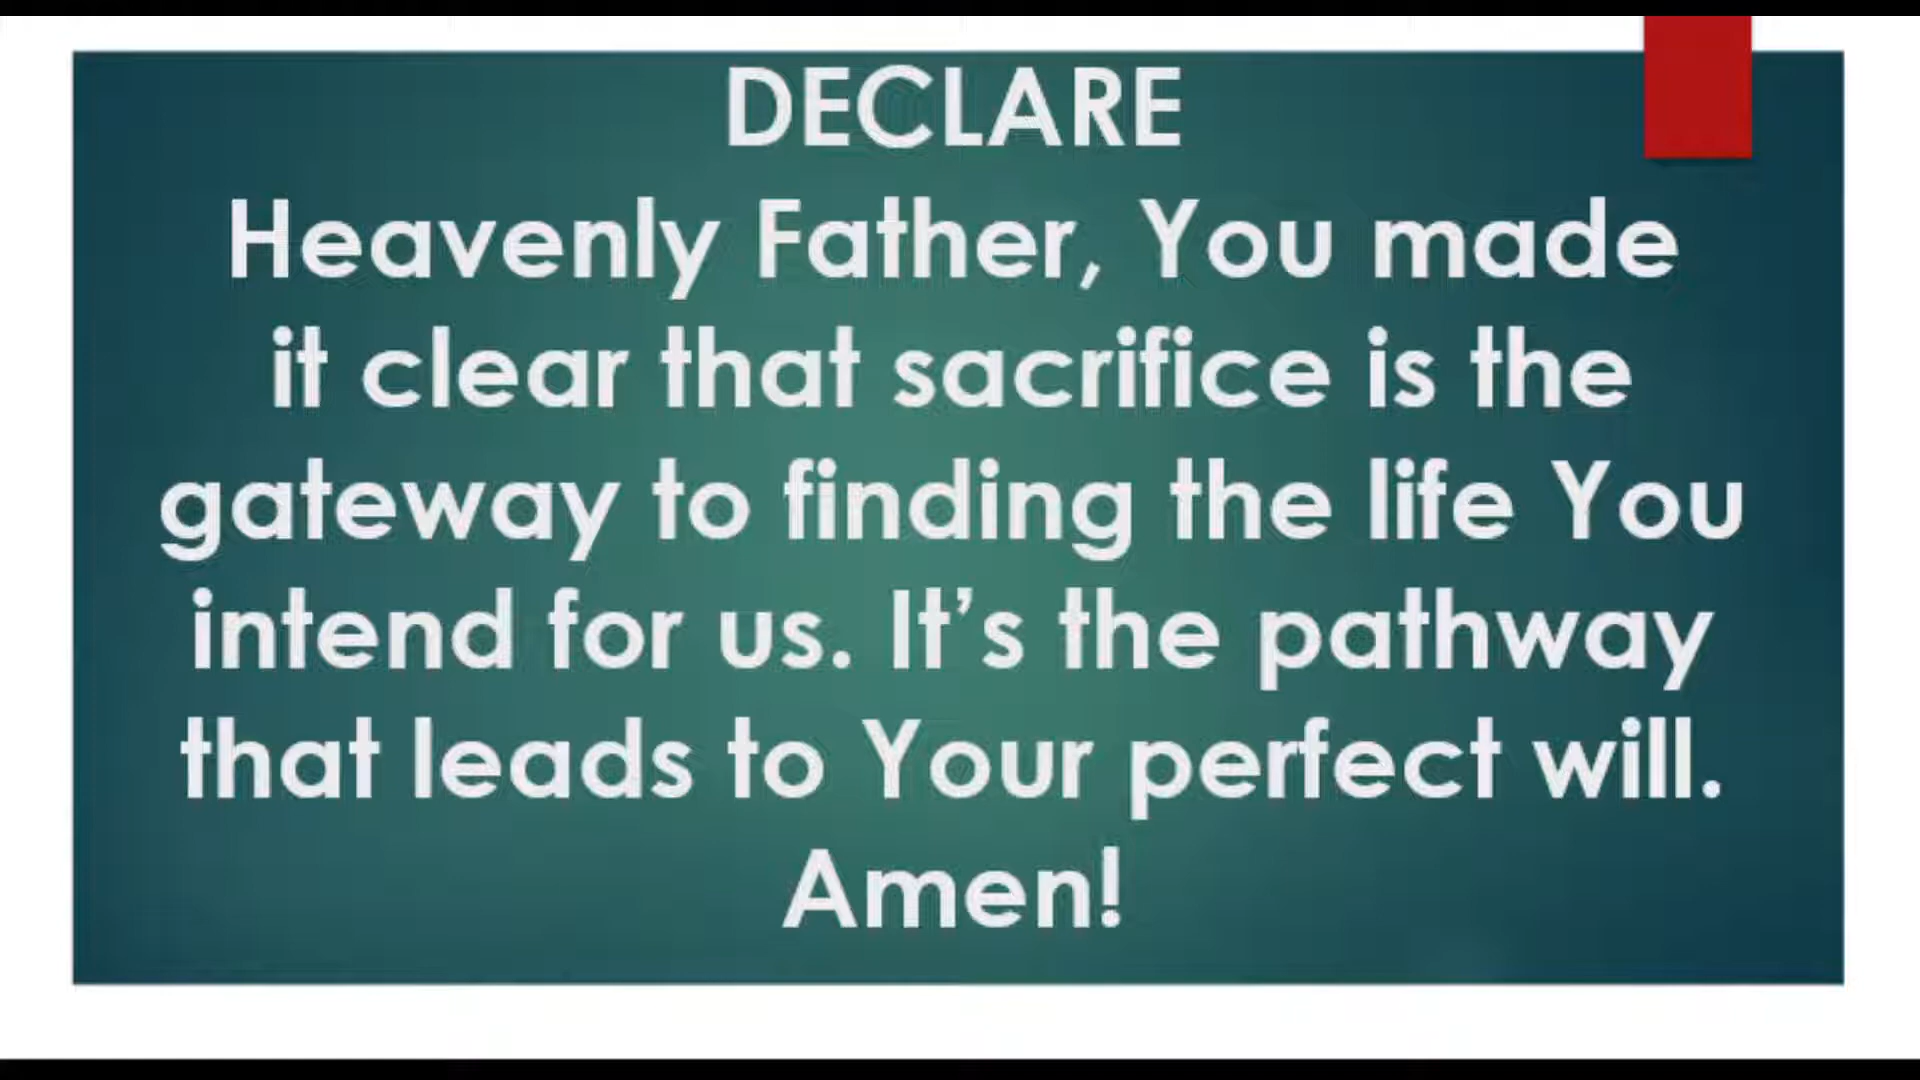 DECLARE
Heavenly Father, You made
it clear that sacrifice is the
gateway to finding the life You
intend for us. It’s the pathway
that leads to Your perfect will.
Amen!